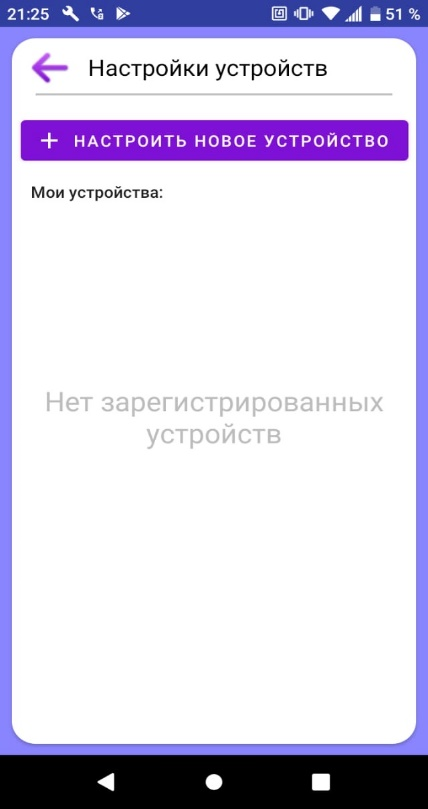 21:25 51 %
Настройки устройств
НАСТРОИТЬ НОВОЕ УСТРОЙСТВО
Мои устройства:
Нет зарегистрированных
устройств